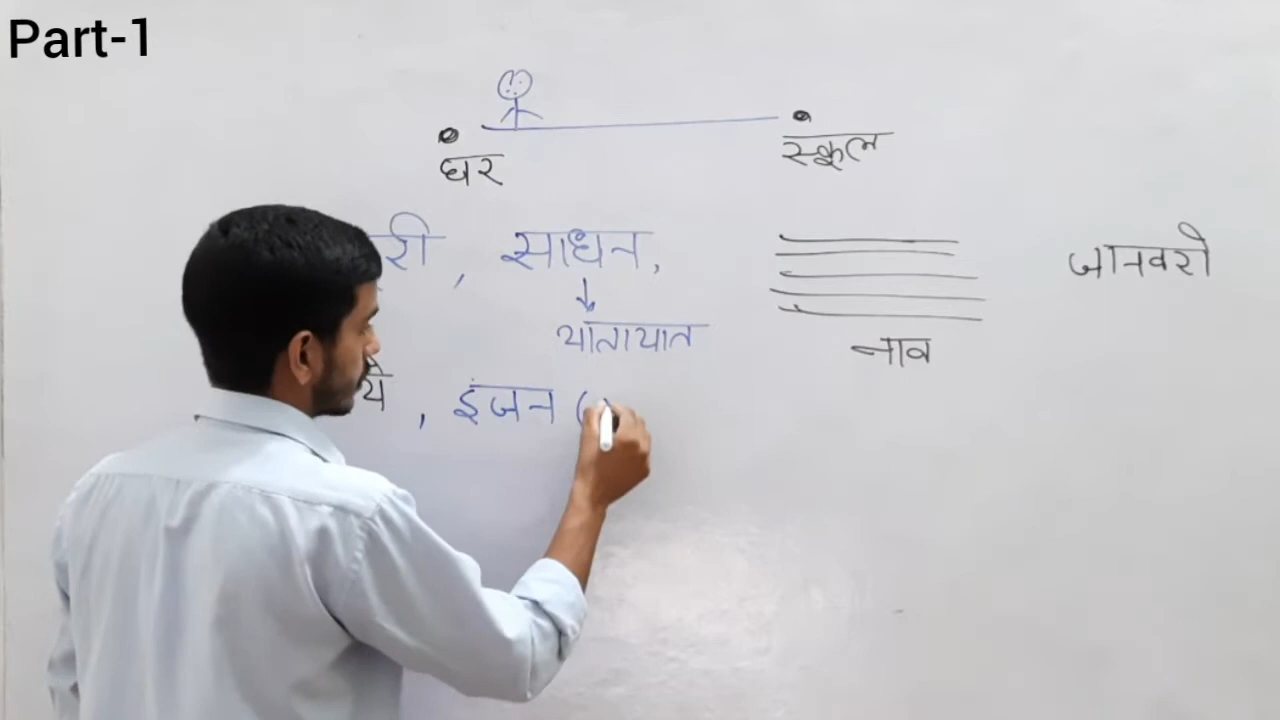 Part-1
घर
स्कूल
री, साधन,
यातायात
जानवरो
नाव
ये, इंजन (